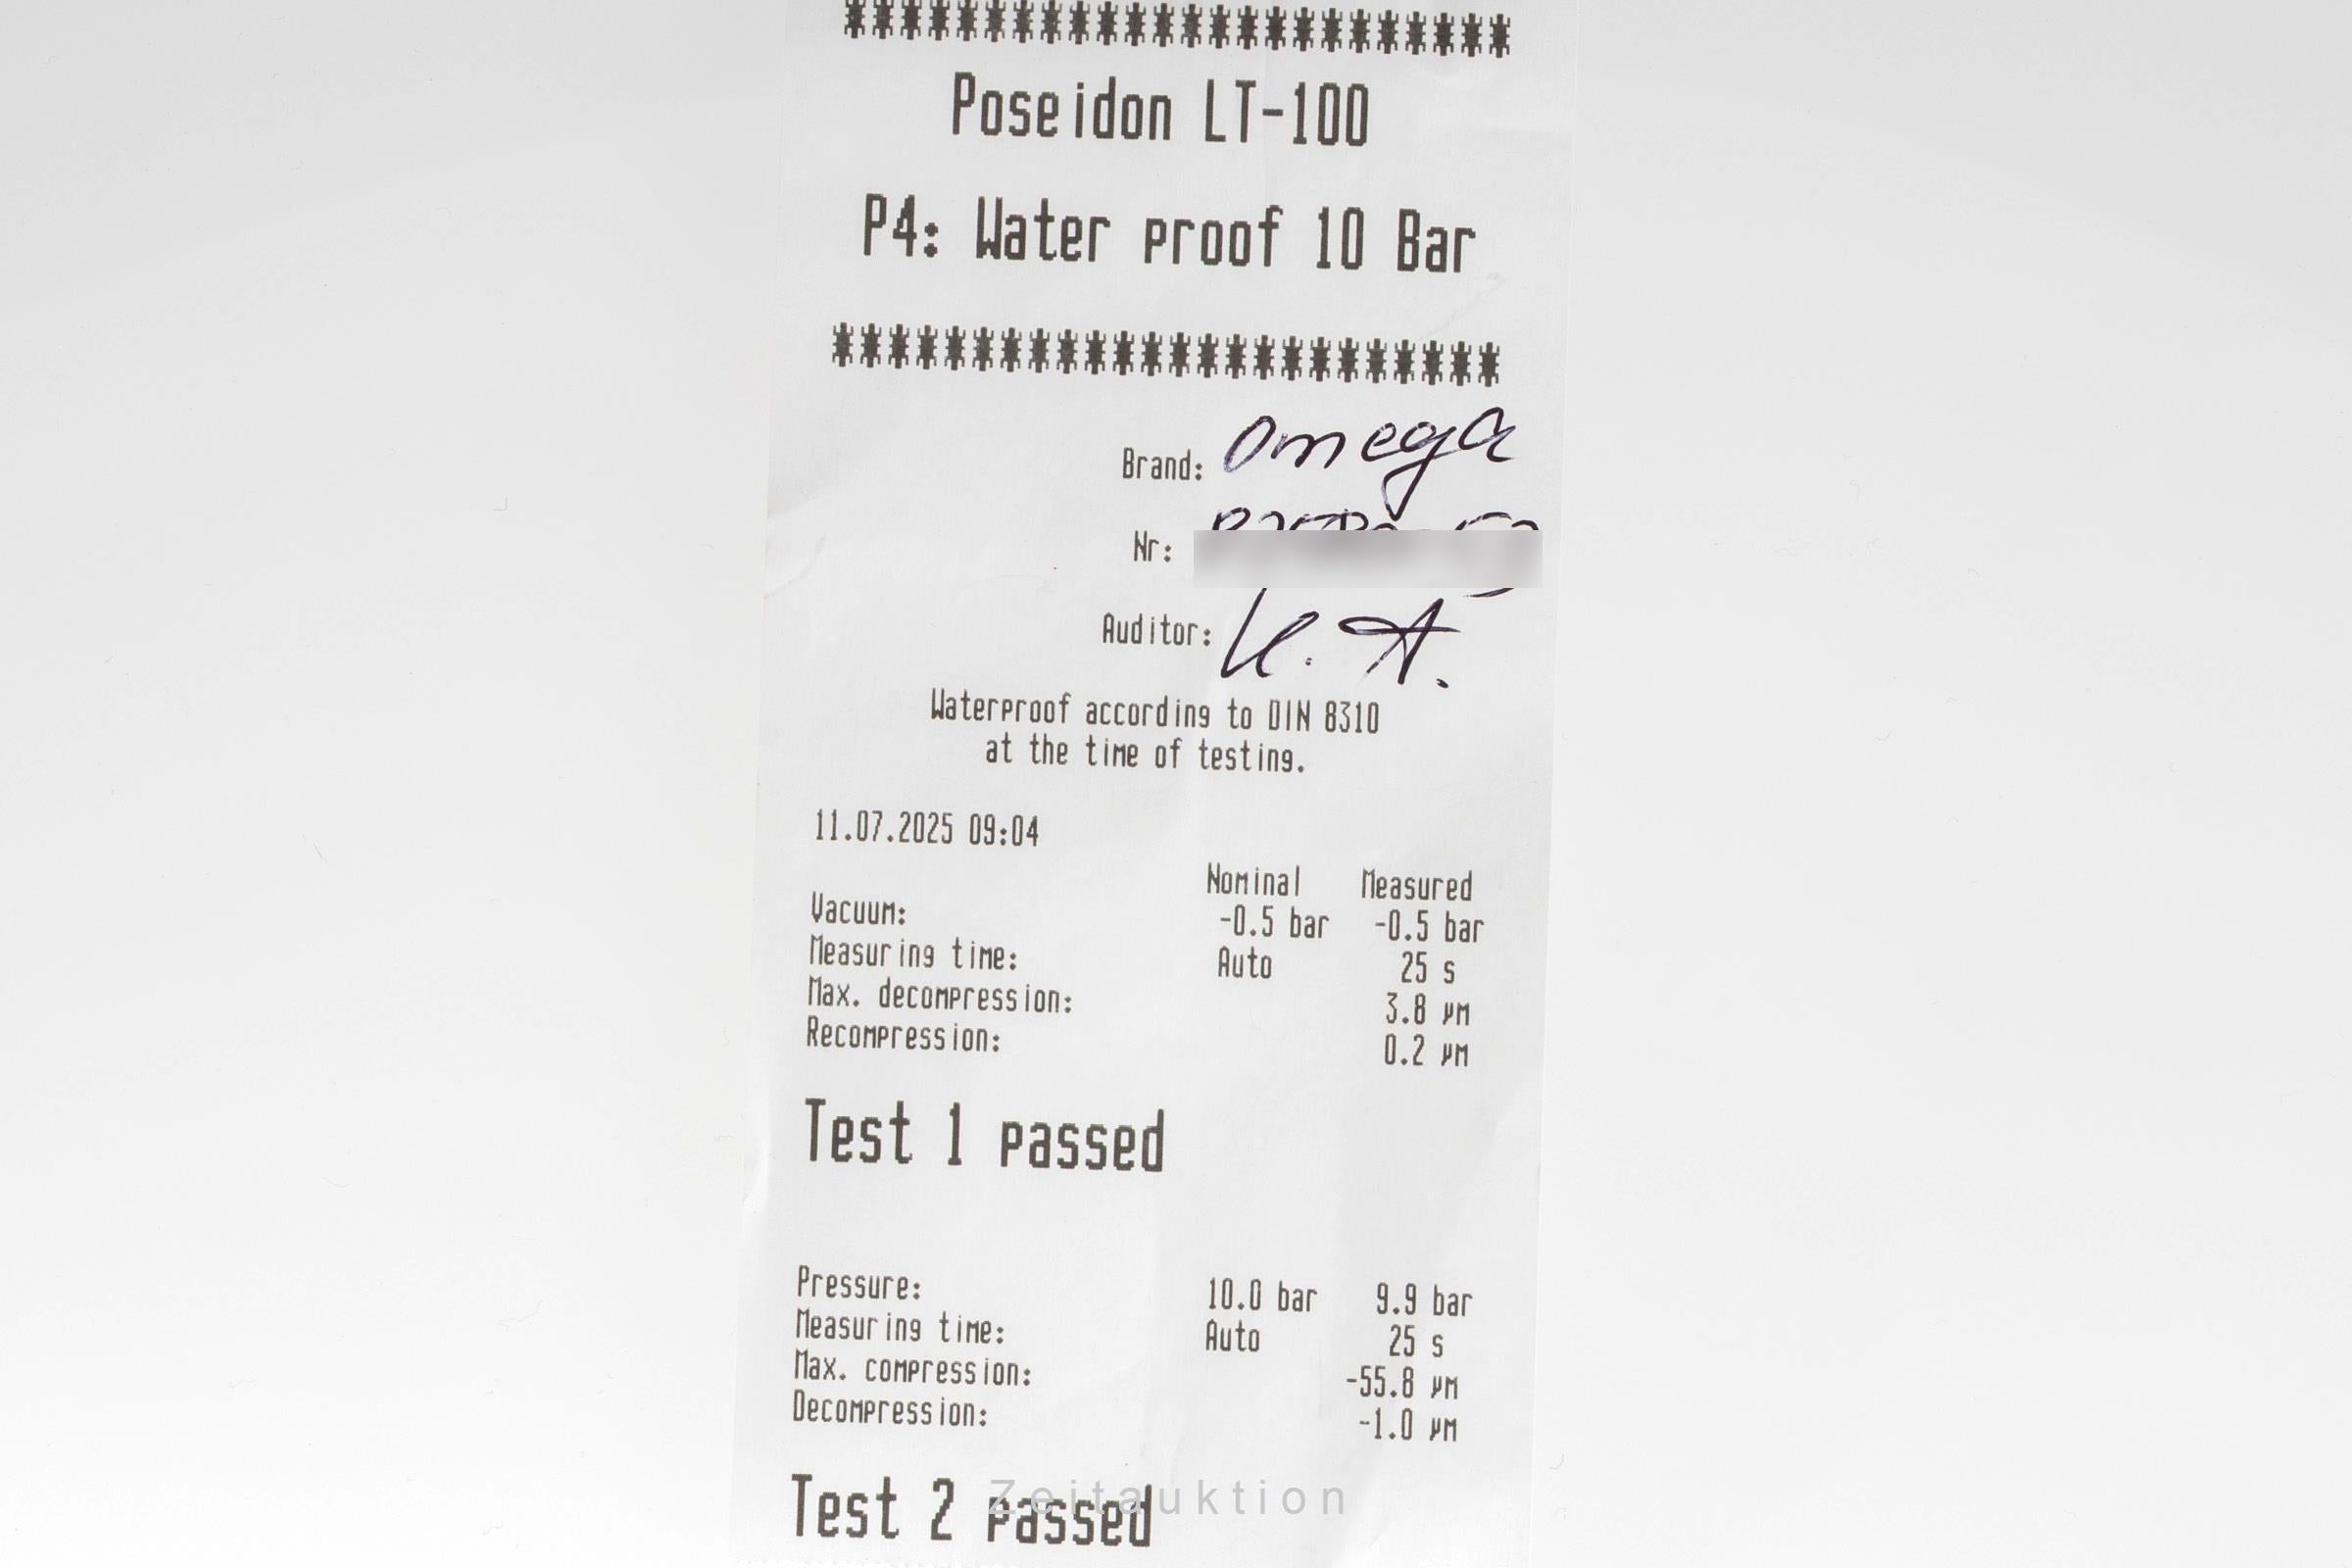 ************************
Poseidon LT-100
P4: Water proof 10 Bar
************************
Brand: Omega
Nr:
Auditor: K. A.
Waterproof according to DIN 8310
at the time of testing.
11.07.2025 09:04
Nominal Measured
Vacuum: -0.5 bar -0.5 bar
Measuring time: Auto 25 s
Max. decompression: 3.8 µm
Recompression: 0.2 µm
Test 1 passed
Pressure: 10.0 bar 9.9 bar
Measuring time: Auto 25 s
Max. compression: -55.8 µm
Decompression: -1.0 µm
Test 2 passed
Zeitauktion